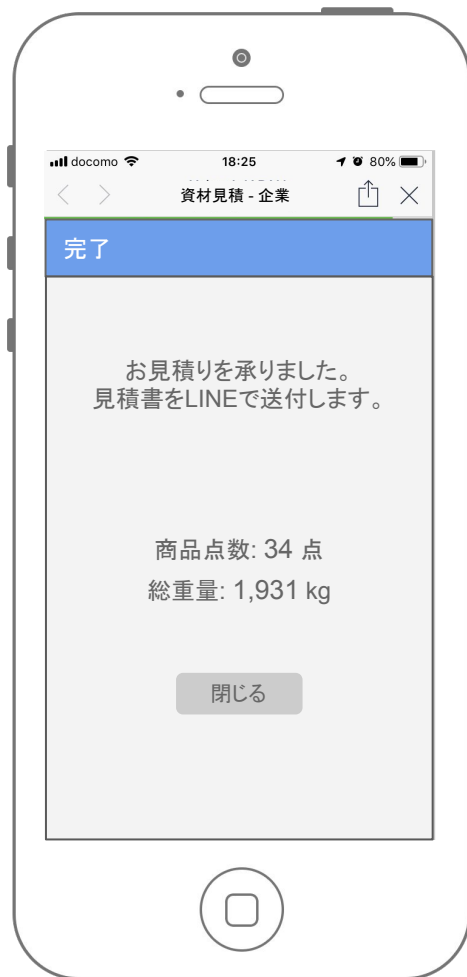 docomo 18:25 80%
資材見積 - 企業
完了
お見積りを承りました。
見積書をLINEで送付します。
商品点数: 34 点
総重量: 1,931 kg
閉じる